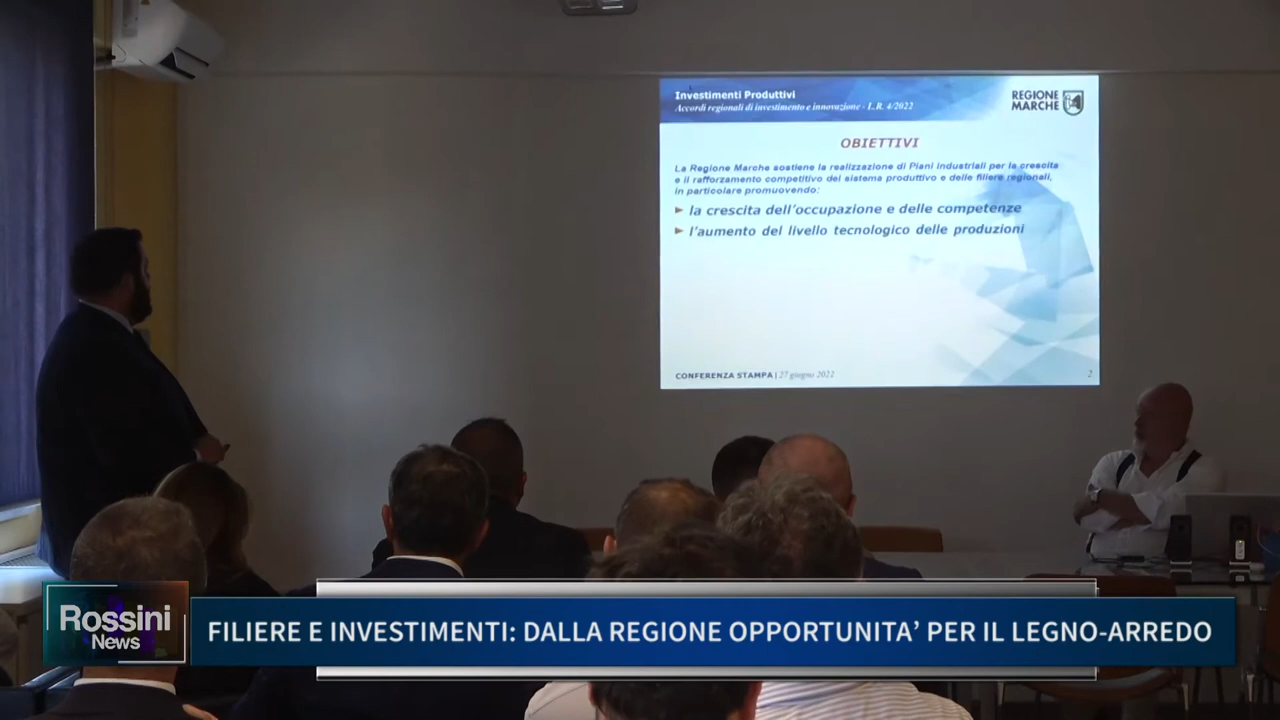 Investimenti Produttivi
Accordi regionali di investimento e innovazione - L.R. 4/2022
REGIONE
MARCHE
OBIETTIVI
La Regione Marche sostiene la realizzazione di Piani Industriali per la crescita
e il rafforzamento competitivo del sistema produttivo e delle filiere regionali,
in particolare promuovendo:
la crescita dell'occupazione e delle competenze
l'aumento del livello tecnologico delle produzioni
CONFERENZA STAMPA | 27 giugno 2022
2
Rossini
News
FILIERE E INVESTIMENTI: DALLA REGIONE OPPORTUNITA' PER IL LEGNO-ARREDO